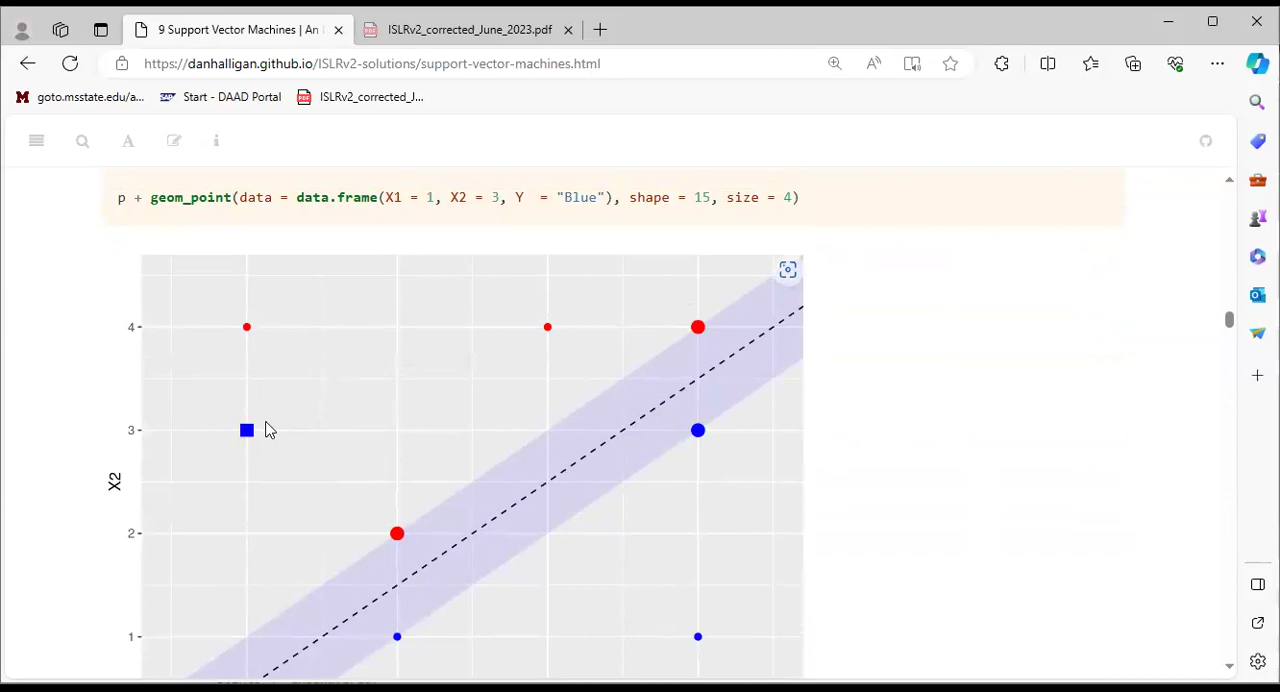 9 Support Vector Machines | An I
ISLRv2_corrected_June_2023.pdf
https://danhalligan.github.io/ISLRv2-solutions/support-vector-machines.html
goto.msstate.edu/a...
Start - DAAD Portal
ISLRv2_corrected_J...
p + geom_point(data = data.frame(X1 = 1, X2 = 3, Y  = "Blue"), shape = 15, size = 4)
4
3
X2
2
1